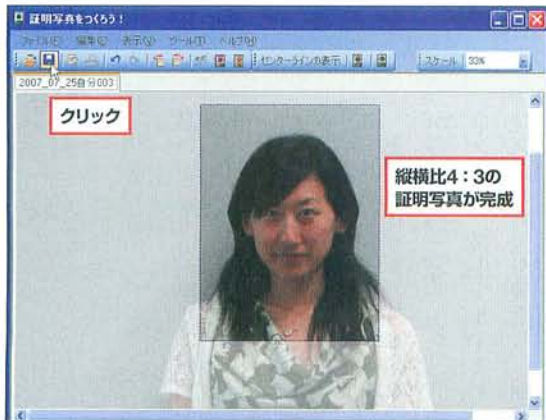 証明写真をつくろう!
ファイル(F) 編集(E) 表示(V) ツール(T) ヘルプ(H)
センターラインの表示 スケール 33%
2007_07_25自分003
クリック
縦横比4:3の
証明写真が完成